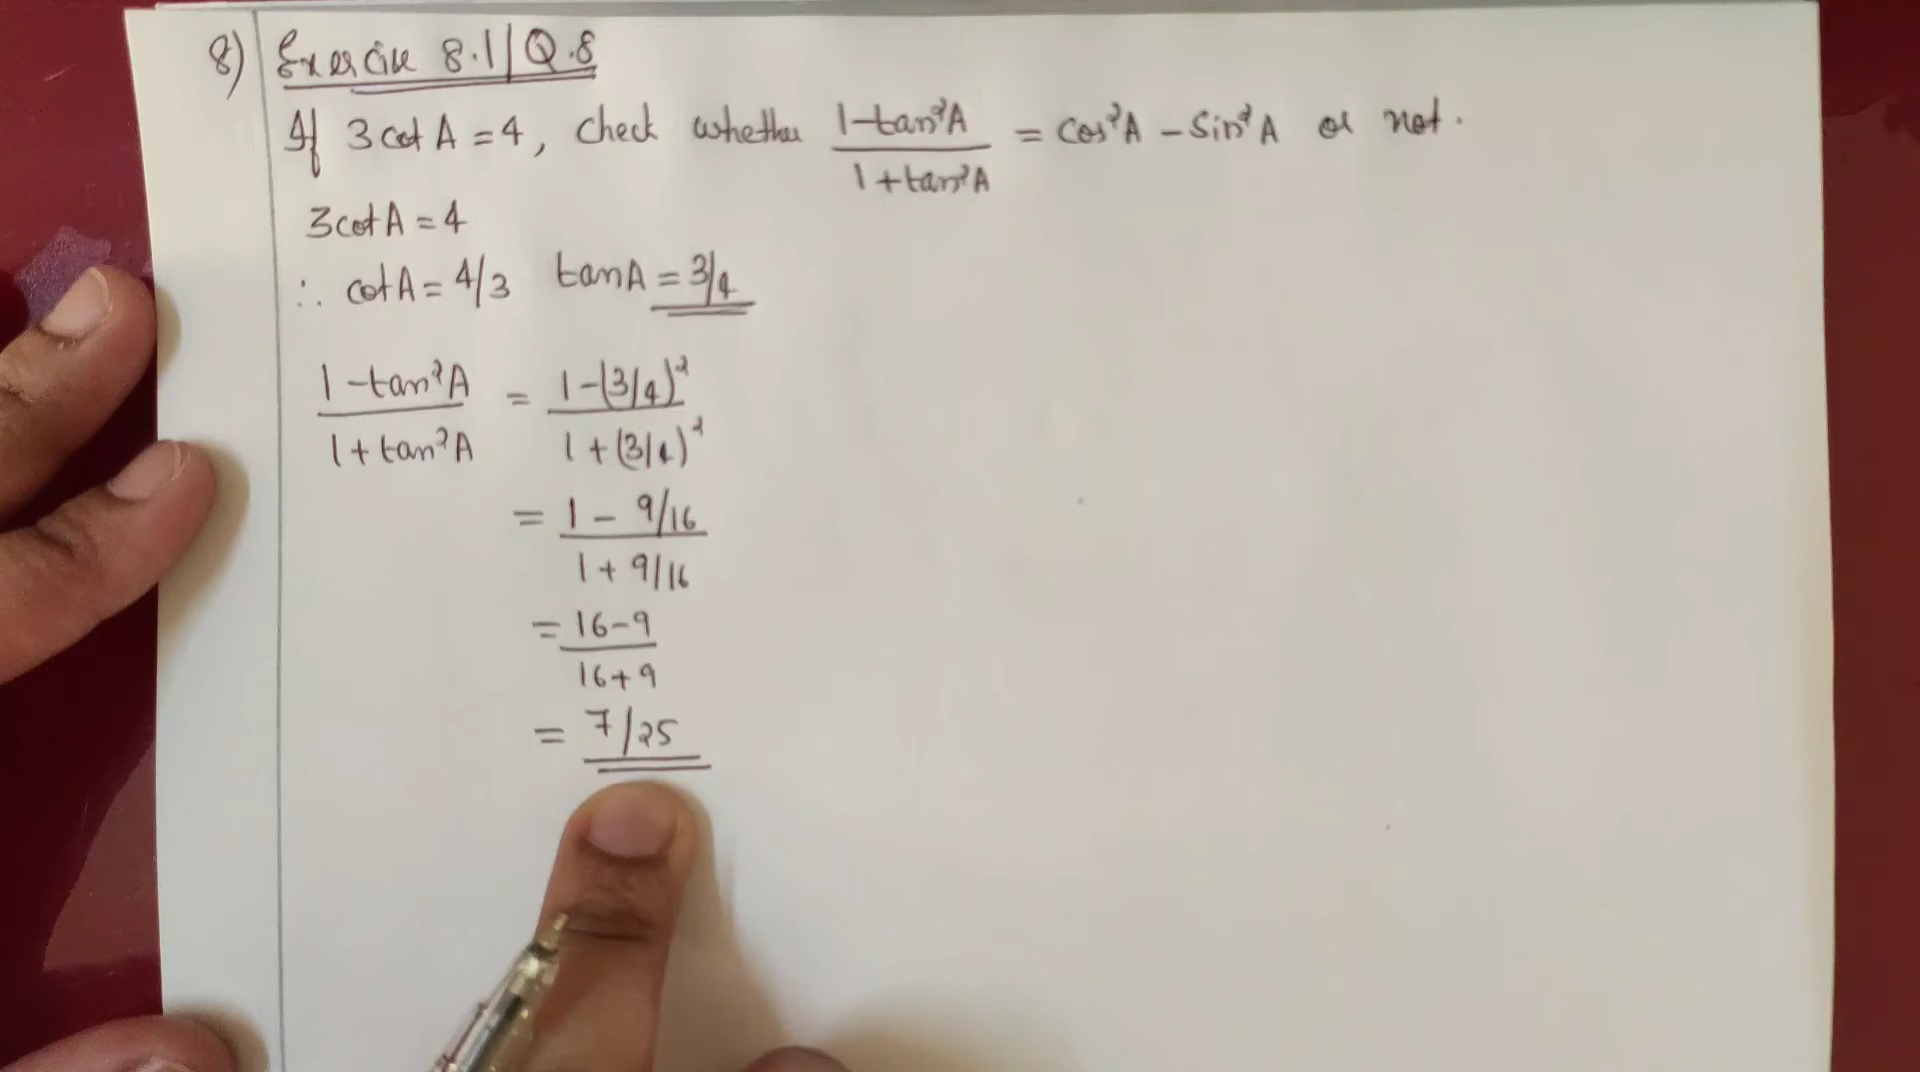 8) Exercise 8.1 | Q.8
If 3 cot A = 4, check whether 1-tan²A / 1+tan²A = cos²A - sin²A or not.
3cot A = 4
∴ cot A = 4/3 tan A = 3/4
1-tan²A / 1+tan²A = 1-(3/4)² / 1+(3/4)²
= 1 - 9/16 / 1 + 9/16
= 16-9 / 16+9
= 7/25